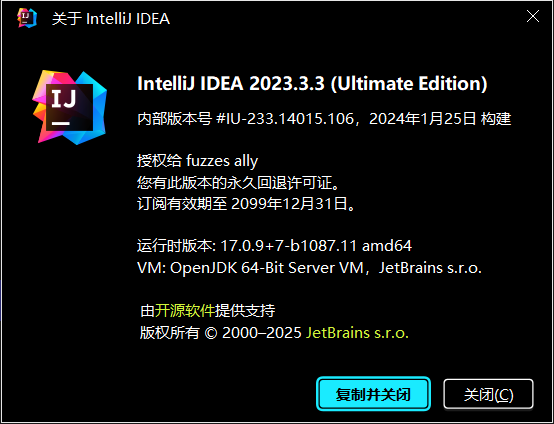 关于 IntelliJ IDEA
IJ
IntelliJ IDEA 2023.3.3 (Ultimate Edition)
内部版本号 #IU-233.14015.106，2024年1月25日 构建
授权给 fuzzes ally
您有此版本的永久回退许可证。
订阅有效期至 2099年12月31日。
运行时版本: 17.0.9+7-b1087.11 amd64
VM: OpenJDK 64-Bit Server VM，JetBrains s.r.o.
由开源软件提供支持
版权所有 © 2000–2025 JetBrains s.r.o.
复制并关闭 关闭(C)